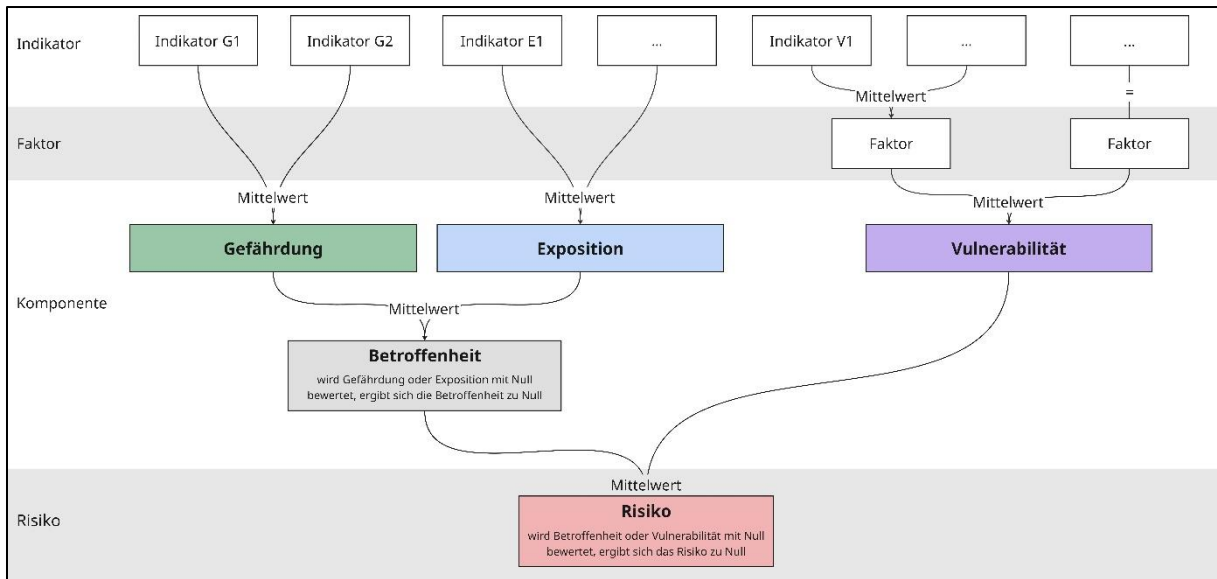 Indikator
Indikator G1
Indikator G2
Indikator E1
...
Indikator V1
...
...
Mittelwert
=
Faktor
Faktor
Faktor
Mittelwert
Mittelwert
Mittelwert
Gefährdung
Exposition
Vulnerabilität
Komponente
Mittelwert
Betroffenheit
wird Gefährdung oder Exposition mit Null
bewertet, ergibt sich die Betroffenheit zu Null
Mittelwert
Risiko
Risiko
wird Betroffenheit oder Vulnerabilität mit Null
bewertet, ergibt sich das Risiko zu Null